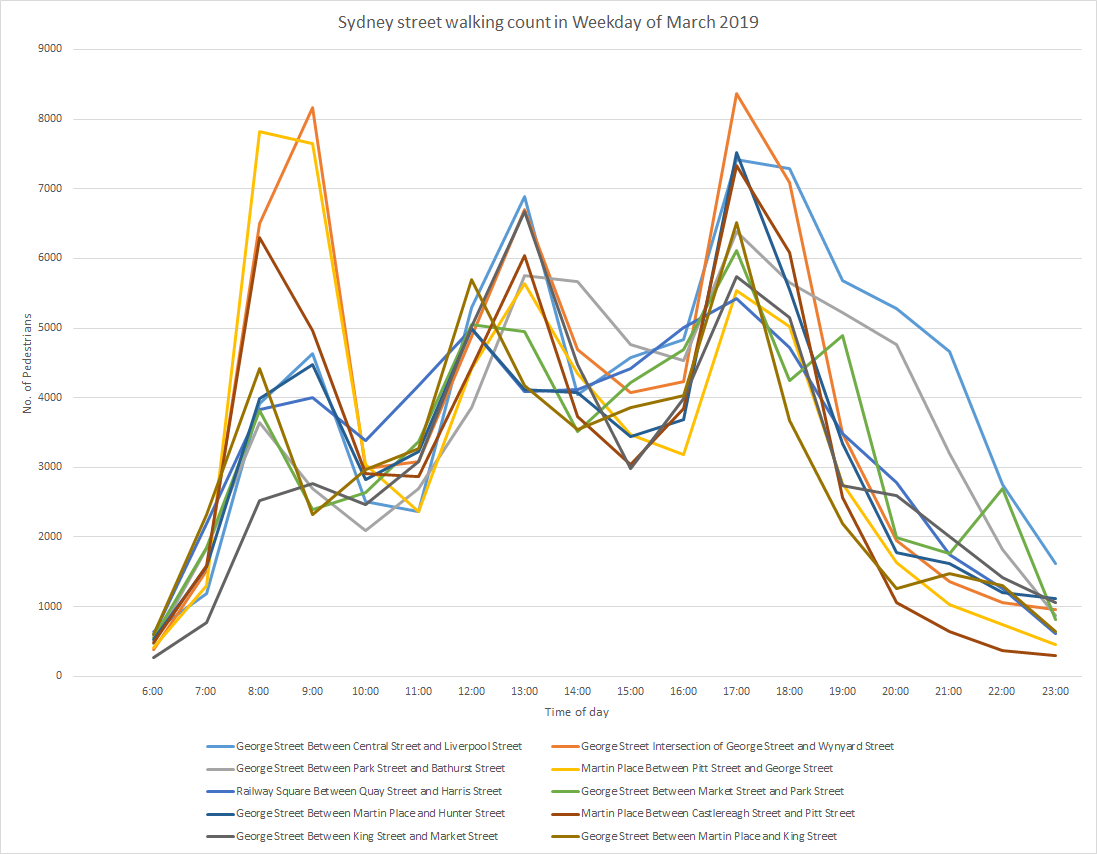 Sydney street walking count in Weekday of March 2019
9000
8000
7000
6000
5000
4000
3000
2000
1000
0
No. of Pedestrians
6:00 7:00 8:00 9:00 10:00 11:00 12:00 13:00 14:00 15:00 16:00 17:00 18:00 19:00 20:00 21:00 22:00 23:00
Time of day
George Street Between Central Street and Liverpool Street
George Street Intersection of George Street and Wynyard Street
George Street Between Park Street and Bathurst Street
Martin Place Between Pitt Street and George Street
Railway Square Between Quay Street and Harris Street
George Street Between Market Street and Park Street
George Street Between Martin Place and Hunter Street
Martin Place Between Castlereagh Street and Pitt Street
George Street Between King Street and Market Street
George Street Between Martin Place and King Street